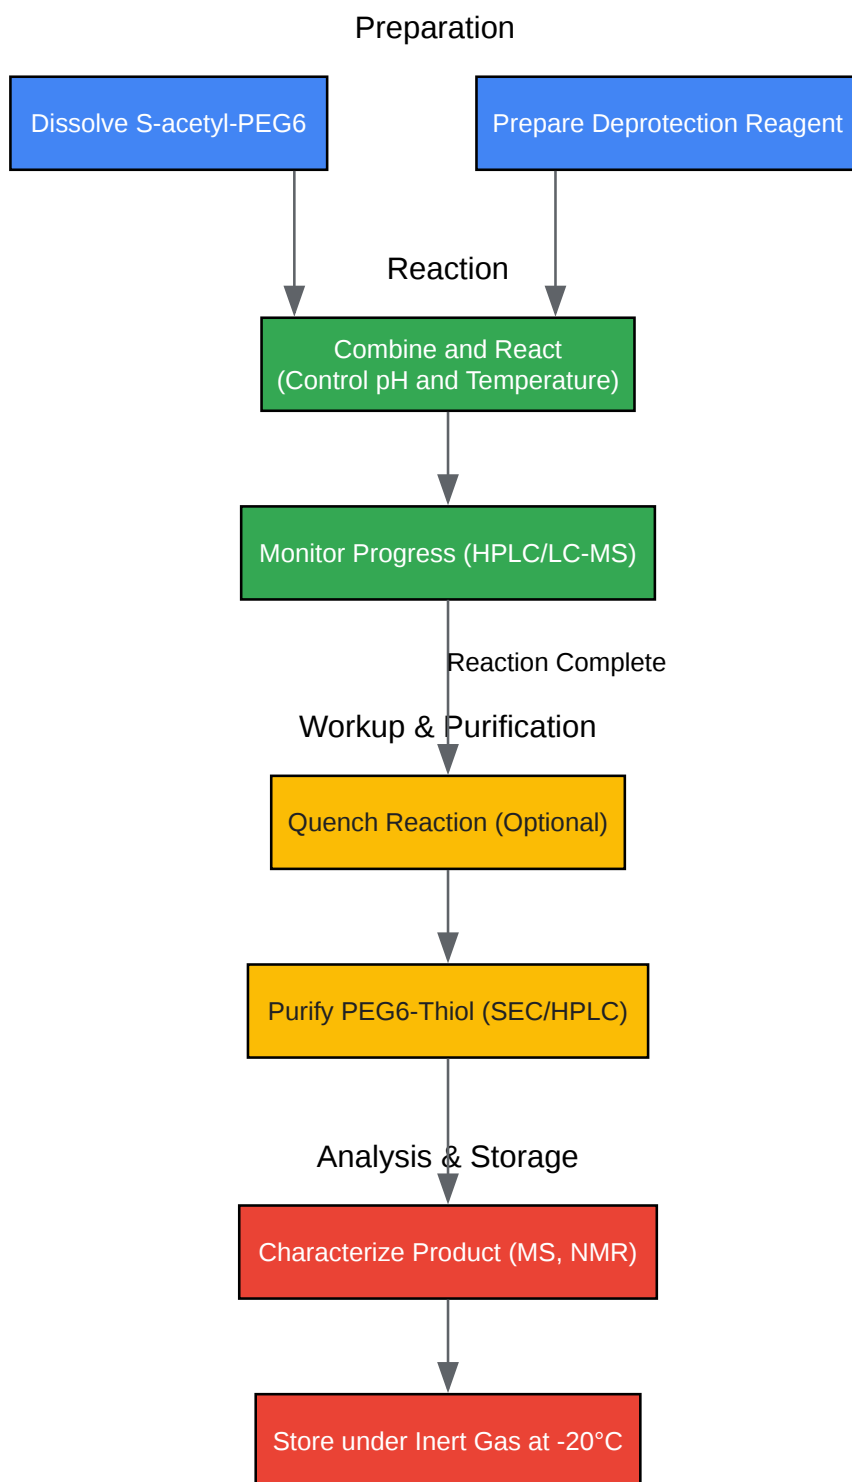 Preparation
Dissolve S-acetyl-PEG6
Prepare Deprotection Reagent
Reaction
Combine and React
(Control pH and Temperature)
Monitor Progress (HPLC/LC-MS)
Reaction Complete
Workup & Purification
Quench Reaction (Optional)
Purify PEG6-Thiol (SEC/HPLC)
Analysis & Storage
Characterize Product (MS, NMR)
Store under Inert Gas at -20°C